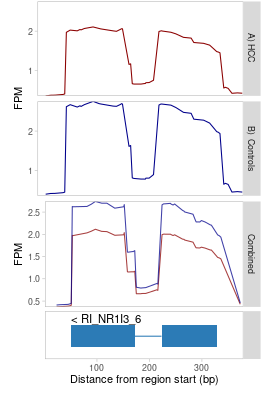 2
1
A) HCC
FPM
2
1
B) Controls
2.5
2.0
1.5
1.0
0.5
FPM
Combined
< RI_NR1I3_6
100
200
300
Distance from region start (bp)